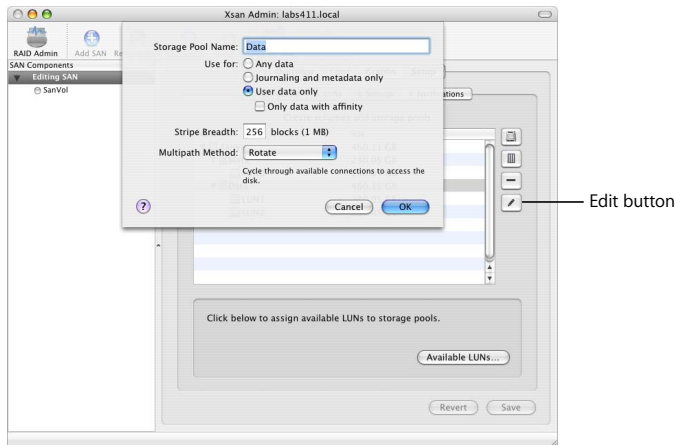 Xsan Admin: labs411.local
RAID Admin
Add SAN
Re
SAN Components
Editing SAN
SanVol
Storage Pool Name: Data
Use for: Any data
Journaling and metadata only
User data only
Only data with affinity
Stripe Breadth: 256 blocks (1 MB)
Multipath Method: Rotate
Cycle through available connections to access the
disk.
?
Cancel
OK
Edit button
Click below to assign available LUNs to storage pools.
Available LUNs...
Revert
Save